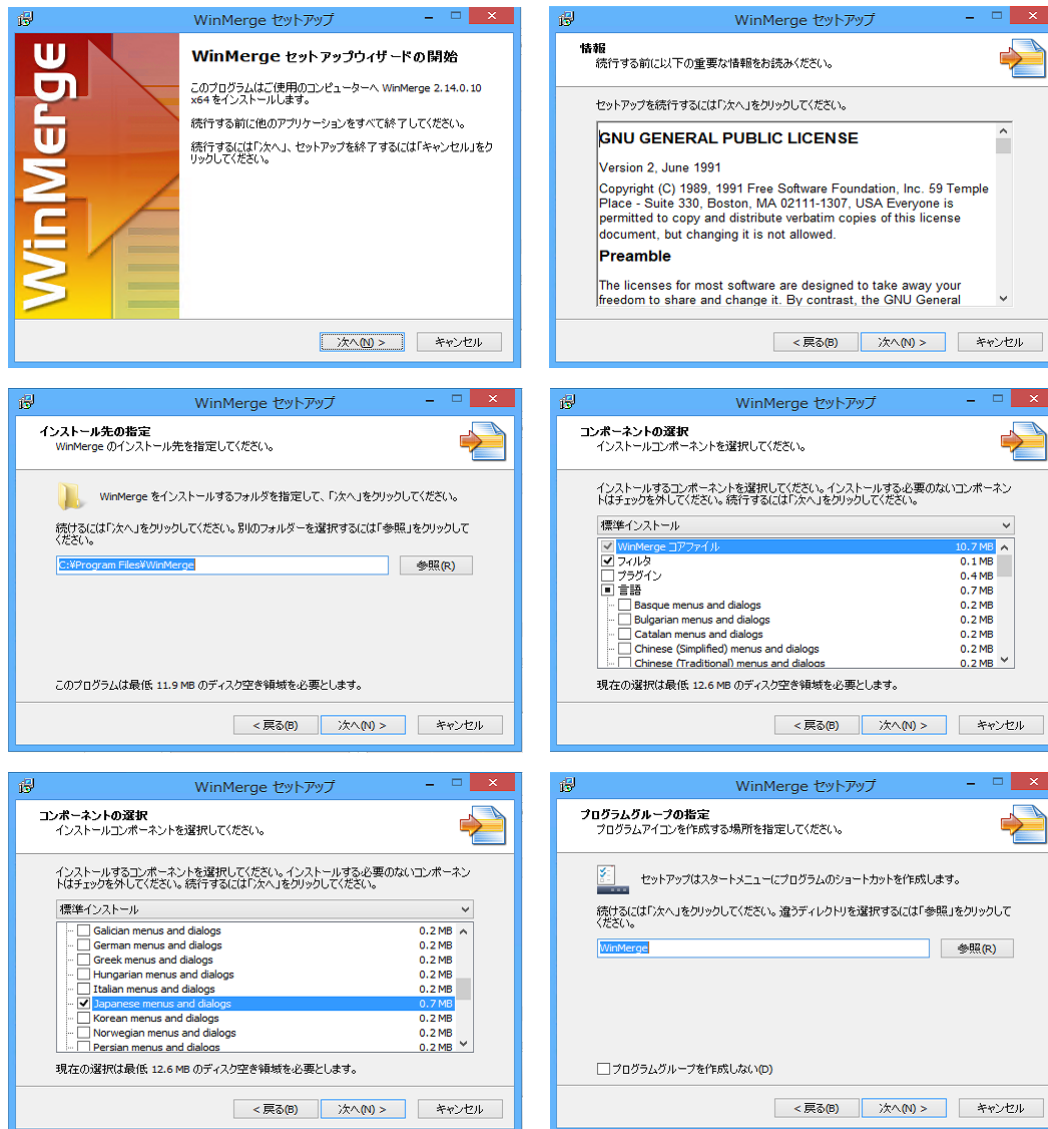 WinMerge セットアップ
WinMerge
WinMerge セットアップウィザードの開始
このプログラムはご使用のコンピューターへ WinMerge 2.14.0.10
x64 をインストールします。
続行する前に他のアプリケーションをすべて終了してください。
続行するには「次へ」、セットアップを終了するには「キャンセル」をク
リックしてください。
次へ(N) >
キャンセル
WinMerge セットアップ
情報
続行する前に以下の重要な情報をお読みください。
セットアップを続行するには「次へ」をクリックしてください。
GNU GENERAL PUBLIC LICENSE
Version 2, June 1991
Copyright (C) 1989, 1991 Free Software Foundation, Inc. 59 Temple
Place - Suite 330, Boston, MA 02111-1307, USA Everyone is
permitted to copy and distribute verbatim copies of this license
document, but changing it is not allowed.
Preamble
The licenses for most software are designed to take away your
freedom to share and change it. By contrast, the GNU General
< 戻る(B)
次へ(N) >
キャンセル
WinMerge セットアップ
インストール先の指定
WinMerge のインストール先を指定してください。
WinMerge をインストールするフォルダを指定して、「次へ」をクリックしてください。
続けるには「次へ」をクリックしてください。別のフォルダーを選択するには「参照」をクリックして
ください。
C:¥Program Files¥WinMerge
参照(R)
このプログラムは最低 11.9 MB のディスク空き領域を必要とします。
< 戻る(B)
次へ(N) >
キャンセル
WinMerge セットアップ
コンポーネントの選択
インストールコンポーネントを選択してください。
インストールするコンポーネントを選択してください。インストールする必要のないコンポーネン
トはチェックを外してください。続行するには「次へ」をクリックしてください。
標準インストール
WinMerge コアファイル 10.7 MB
フィルタ 0.1 MB
プラグイン 0.4 MB
言語 0.7 MB
Basque menus and dialogs 0.2 MB
Bulgarian menus and dialogs 0.2 MB
Catalan menus and dialogs 0.2 MB
Chinese (Simplified) menus and dialogs 0.2 MB
Chinese (Traditional) menus and dialogs 0.2 MB
現在の選択は最低 12.6 MB のディスク空き領域を必要とします。
< 戻る(B)
次へ(N) >
キャンセル
WinMerge セットアップ
コンポーネントの選択
インストールコンポーネントを選択してください。
インストールするコンポーネントを選択してください。インストールする必要のないコンポーネン
トはチェックを外してください。続行するには「次へ」をクリックしてください。
標準インストール
Galician menus and dialogs 0.2 MB
German menus and dialogs 0.2 MB
Greek menus and dialogs 0.2 MB
Hungarian menus and dialogs 0.2 MB
Italian menus and dialogs 0.2 MB
Japanese menus and dialogs 0.7 MB
Korean menus and dialogs 0.2 MB
Norwegian menus and dialogs 0.2 MB
Persian menus and dialogs 0.2 MB
現在の選択は最低 12.6 MB のディスク空き領域を必要とします。
< 戻る(B)
次へ(N) >
キャンセル
WinMerge セットアップ
プログラムグループの指定
プログラムアイコンを作成する場所を指定してください。
セットアップはスタートメニューにプログラムのショートカットを作成します。
続けるには「次へ」をクリックしてください。違うディレクトリを選択するには「参照」をクリックして
ください。
WinMerge
参照(R)
プログラムグループを作成しない(D)
< 戻る(B)
次へ(N) >
キャンセル